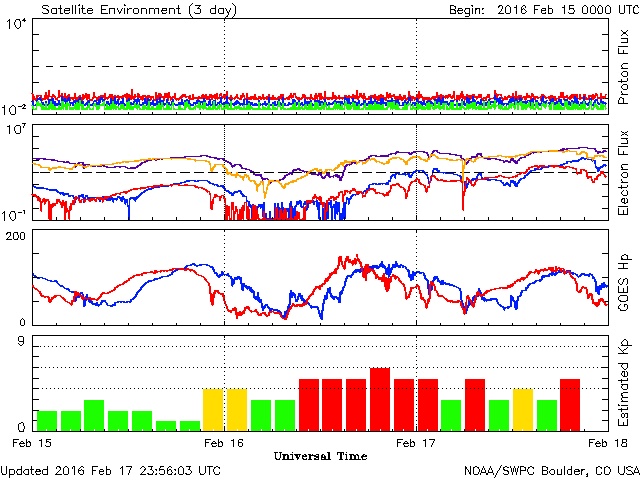 Satellite Environment (3 day) Begin: 2016 Feb 15 0000 UTC
10⁴
10⁻²
Proton Flux
10⁷
10⁻¹
Electron Flux
200
0
GOES Hp
9
0
Estimated Kp
Feb 15 Feb 16 Feb 17 Feb 18
Universal Time
Updated 2016 Feb 17 23:56:03 UTC NOAA/SWPC Boulder, CO USA